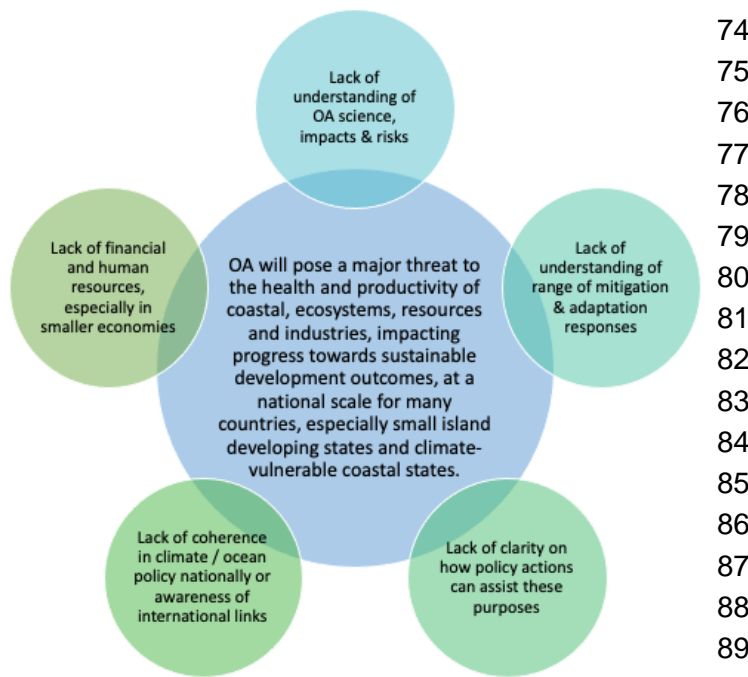 Lack of
understanding of
OA science,
impacts & risks
Lack of financial
and human
resources,
especially in
smaller economies
OA will pose a major threat to
the health and productivity of
coastal, ecosystems, resources
and industries, impacting
progress towards sustainable
development outcomes, at a
national scale for many
countries, especially small island
developing states and climate-
vulnerable coastal states.
Lack of
understanding of
range of mitigation
& adaptation
responses
Lack of coherence
in climate / ocean
policy nationally or
awareness of
international links
Lack of clarity on
how policy actions
can assist these
purposes
74
75
76
77
78
79
80
81
82
83
84
85
86
87
88
89